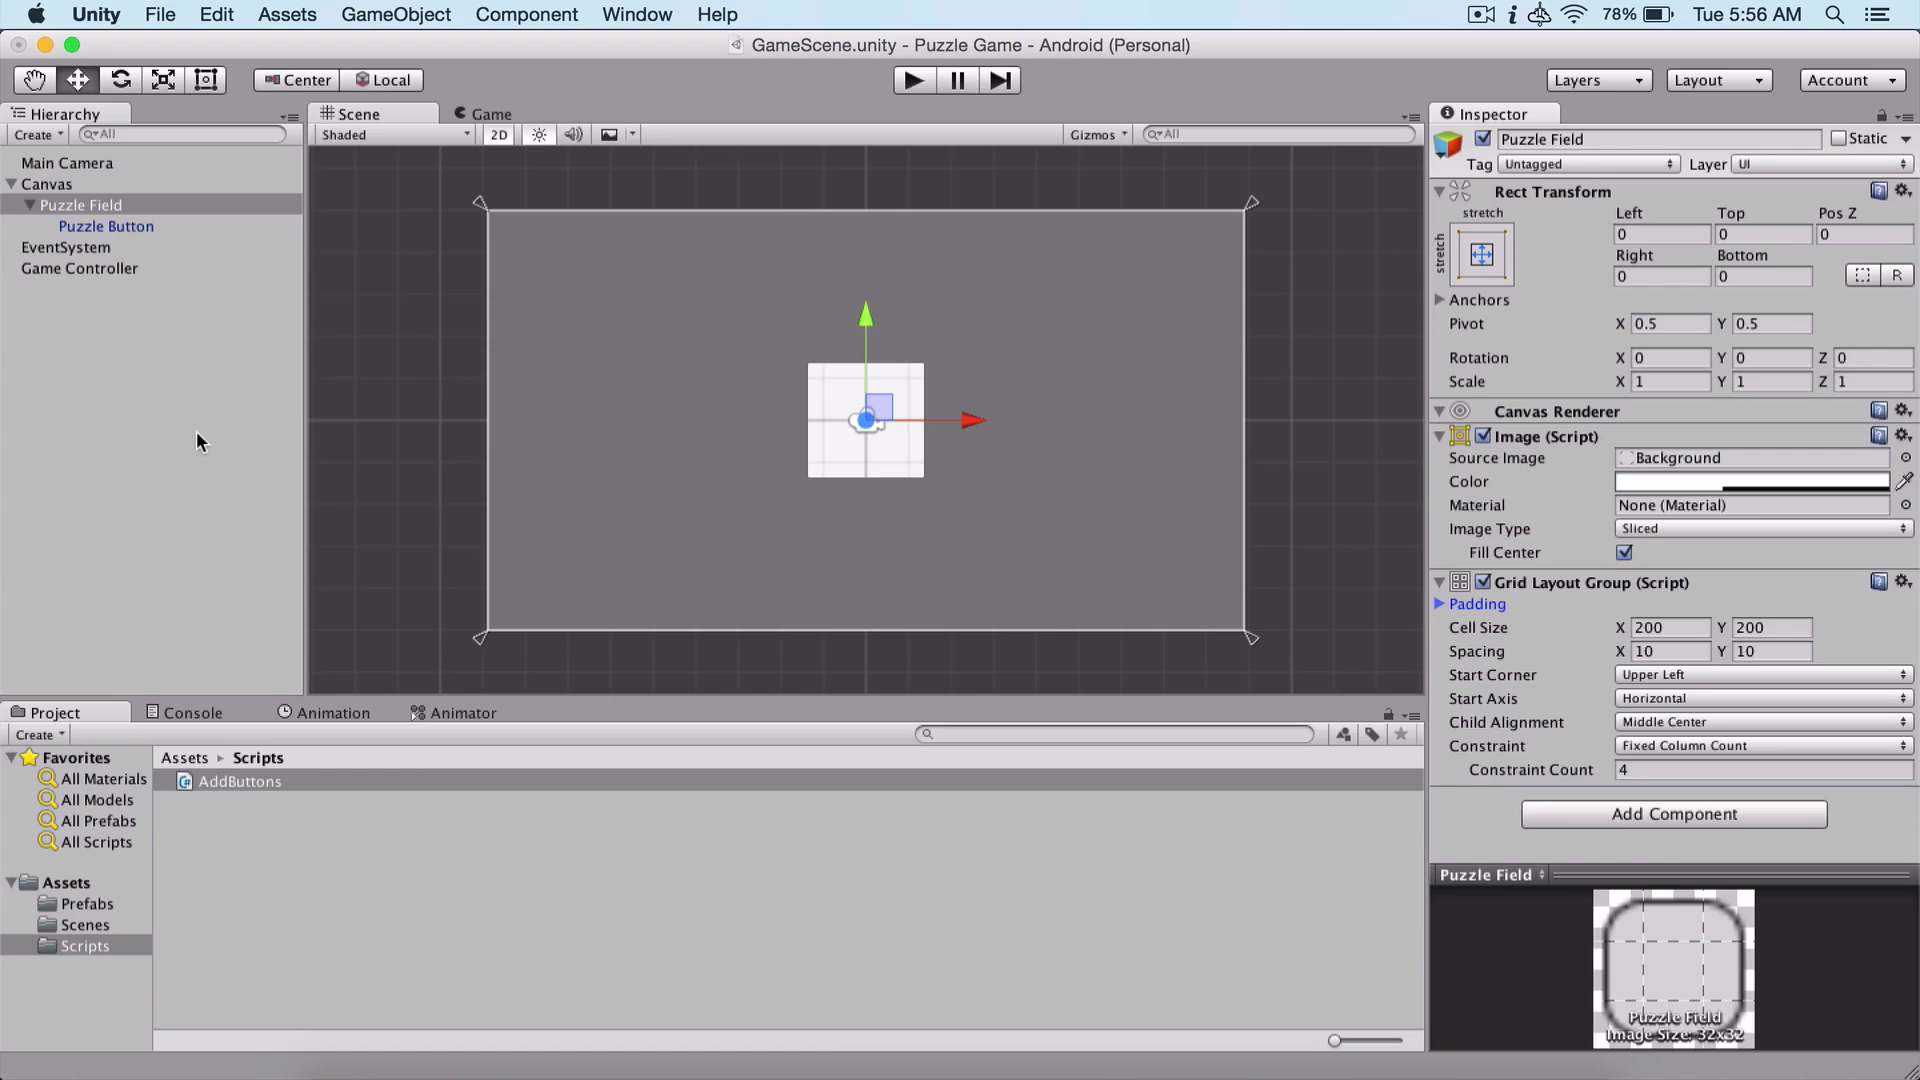 Unity File Edit Assets GameObject Component Window Help 78% Tue 5:56 AM
GameScene.unity - Puzzle Game - Android (Personal)
Center Local Layers Layout Account
Hierarchy
Create All
Main Camera
Canvas
Puzzle Field
Puzzle Button
EventSystem
Game Controller
Scene Game
Shaded 2D Gizmos All
Inspector
Puzzle Field Static
Tag Untagged Layer UI
Rect Transform
stretch
stretch
Left Top Pos Z
0 0 0
Right Bottom
0 0 R
Anchors
Pivot X 0.5 Y 0.5
Rotation X 0 Y 0 Z 0
Scale X 1 Y 1 Z 1
Canvas Renderer
Image (Script)
Source Image Background
Color
Material None (Material)
Image Type Sliced
Fill Center
Grid Layout Group (Script)
Padding
Cell Size X 200 Y 200
Spacing X 10 Y 10
Start Corner Upper Left
Start Axis Horizontal
Child Alignment Middle Center
Constraint Fixed Column Count
Constraint Count 4
Add Component
Puzzle Field
Puzzle Field
Image Size: 32x32
Project Console Animation Animator
Create
Favorites
All Materials
All Models
All Prefabs
All Scripts
Assets
Prefabs
Scenes
Scripts
Assets Scripts
AddButtons